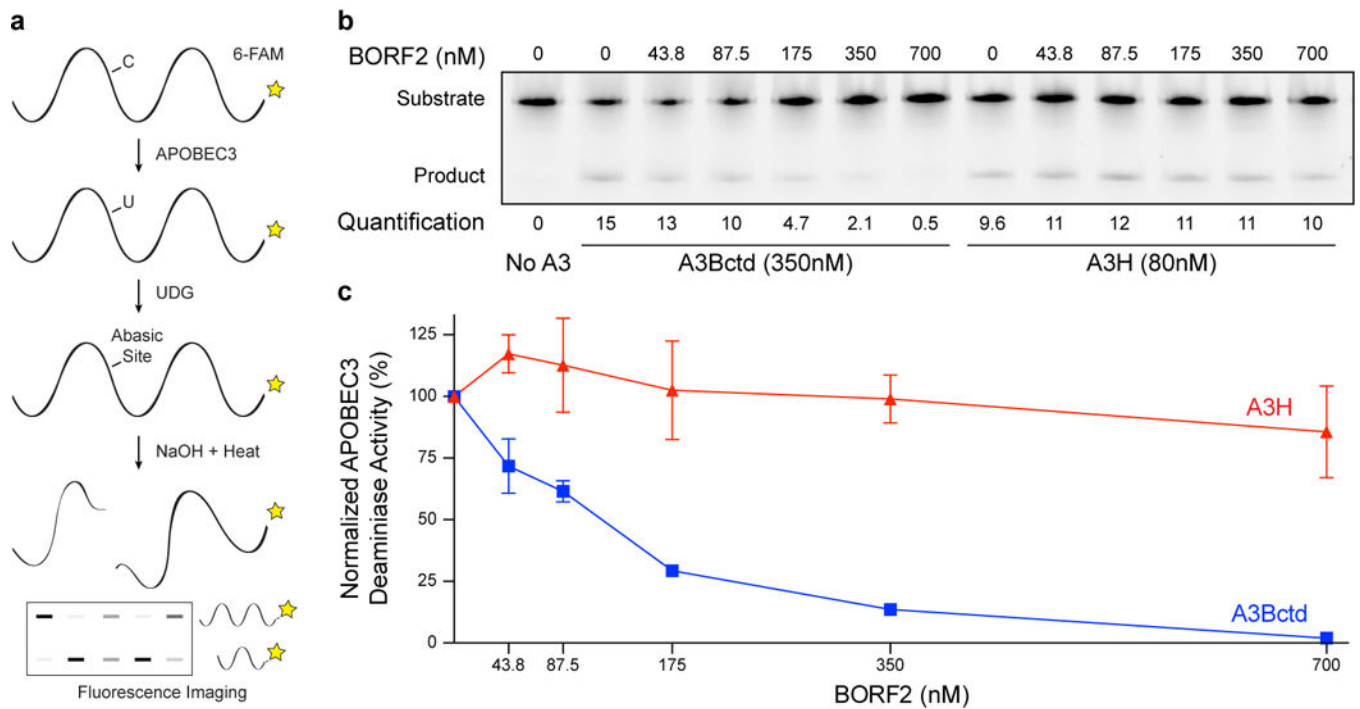 a
C
6-FAM
APOBEC3
U
UDG
Abasic
Site
NaOH + Heat
Fluorescence Imaging
b
BORF2 (nM) 0 0 43.8 87.5 175 350 700 0 43.8 87.5 175 350 700
Substrate
Product
Quantification 0 15 13 10 4.7 2.1 0.5 9.6 11 12 11 11 10
No A3 A3Bctd (350nM) A3H (80nM)
c
Normalized APOBEC3
Deaminiase Activity (%)
125
100
75
50
25
0
A3H
A3Bctd
43.8 87.5 175 350 700
BORF2 (nM)